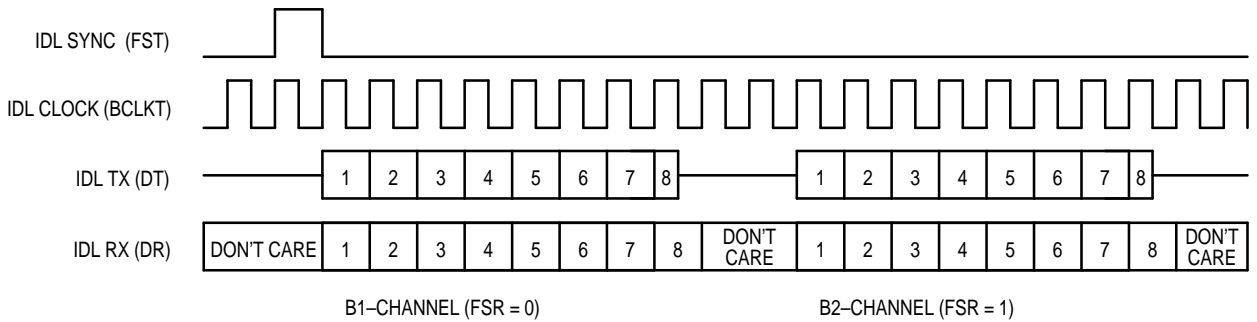 IDL SYNC (FST)
IDL CLOCK (BCLKT)
IDL TX (DT) 1 2 3 4 5 6 7 8 1 2 3 4 5 6 7 8
IDL RX (DR) DON'T CARE 1 2 3 4 5 6 7 8 DON'T CARE 1 2 3 4 5 6 7 8 DON'T CARE
B1–CHANNEL (FSR = 0) B2–CHANNEL (FSR = 1)